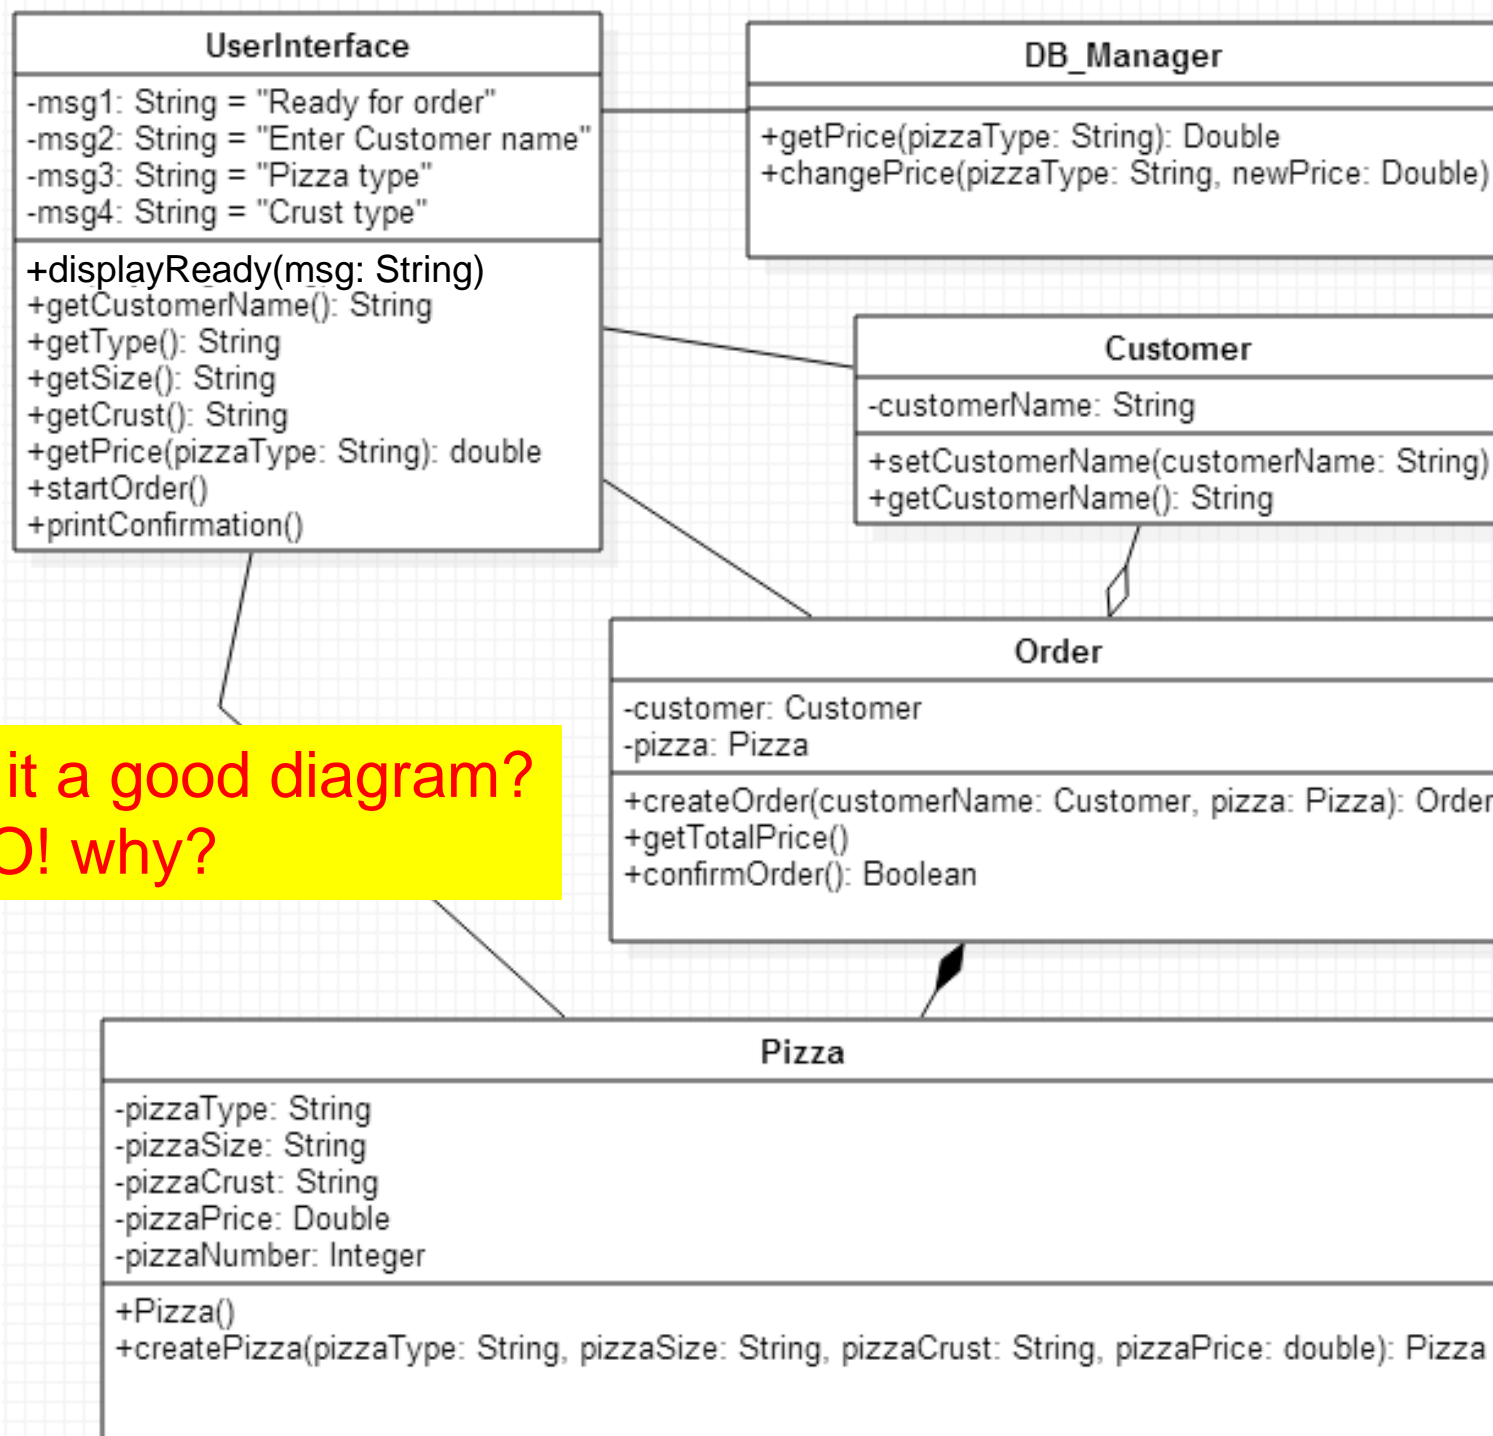 UserInterface
-msg1: String = "Ready for order"
-msg2: String = "Enter Customer name"
-msg3: String = "Pizza type"
-msg4: String = "Crust type"
+displayReady(msg: String)
+getCustomerName(): String
+getType(): String
+getSize(): String
+getCrust(): String
+getPrice(pizzaType: String): double
+startOrder()
+printConfirmation()
DB_Manager
+getPrice(pizzaType: String): Double
+changePrice(pizzaType: String, newPrice: Double)
Customer
-customerName: String
+setCustomerName(customerName: String)
+getCustomerName(): String
Order
-customer: Customer
-pizza: Pizza
+createOrder(customerName: Customer, pizza: Pizza): Order
+getTotalPrice()
+confirmOrder(): Boolean
it a good diagram?
O! why?
Pizza
-pizzaType: String
-pizzaSize: String
-pizzaCrust: String
-pizzaPrice: Double
-pizzaNumber: Integer
+Pizza()
+createPizza(pizzaType: String, pizzaSize: String, pizzaCrust: String, pizzaPrice: double): Pizza